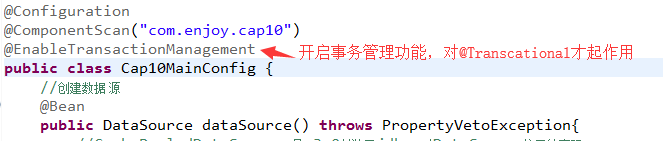 @Configuration
@ComponentScan("com.enjoy.cap10")
@EnableTransactionManagement 开启事务管理功能，对@Transcational才起作用
public class Cap10MainConfig {
//创建数据源
@Bean
public DataSource dataSource() throws PropertyVetoException{